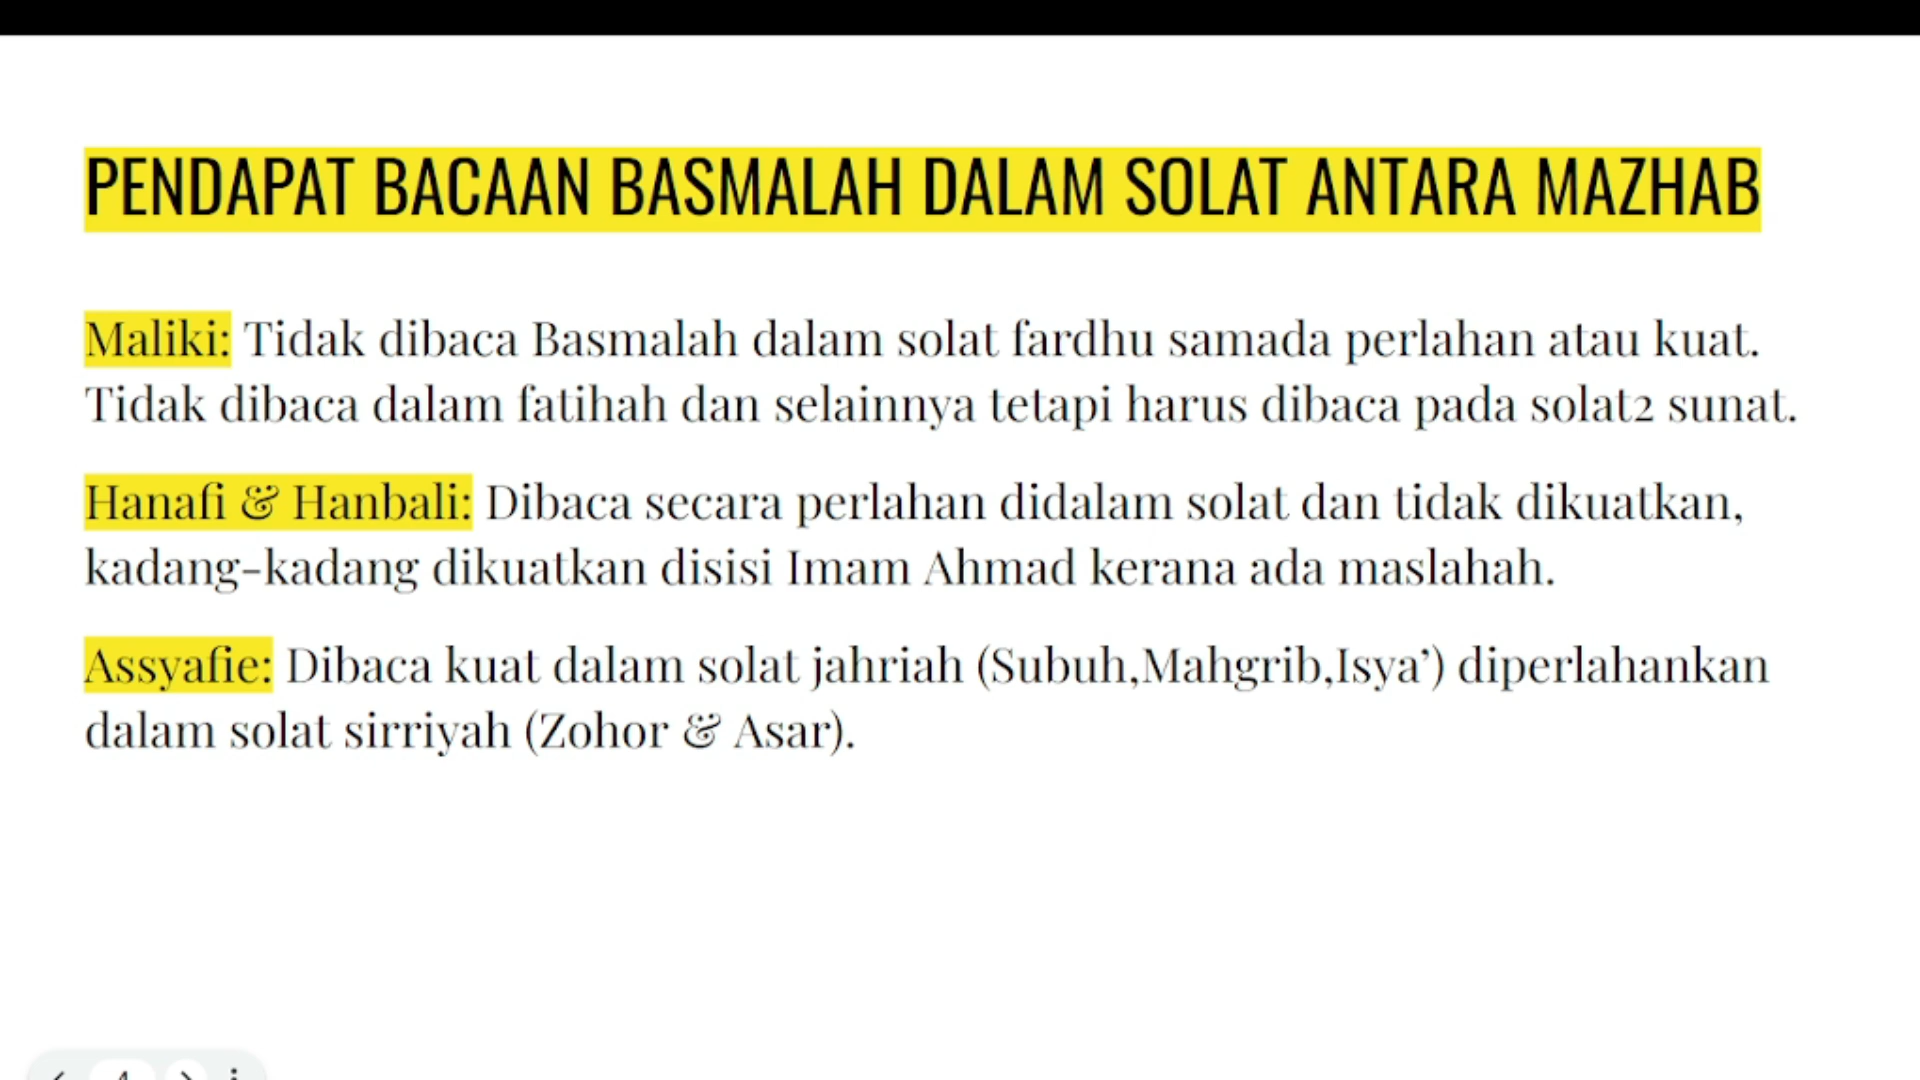 PENDAPAT BACAAN BASMALAH DALAM SOLAT ANTARA MAZHAB
Maliki: Tidak dibaca Basmalah dalam solat fardhu samada perlahan atau kuat.
Tidak dibaca dalam fatihah dan selainnya tetapi harus dibaca pada solat2 sunat.
Hanafi & Hanbali: Dibaca secara perlahan didalam solat dan tidak dikuatkan,
kadang-kadang dikuatkan disisi Imam Ahmad kerana ada maslahah.
Assyafie: Dibaca kuat dalam solat jahriah (Subuh,Mahgrib,Isya’) diperlahankan
dalam solat sirriyah (Zohor & Asar).
4